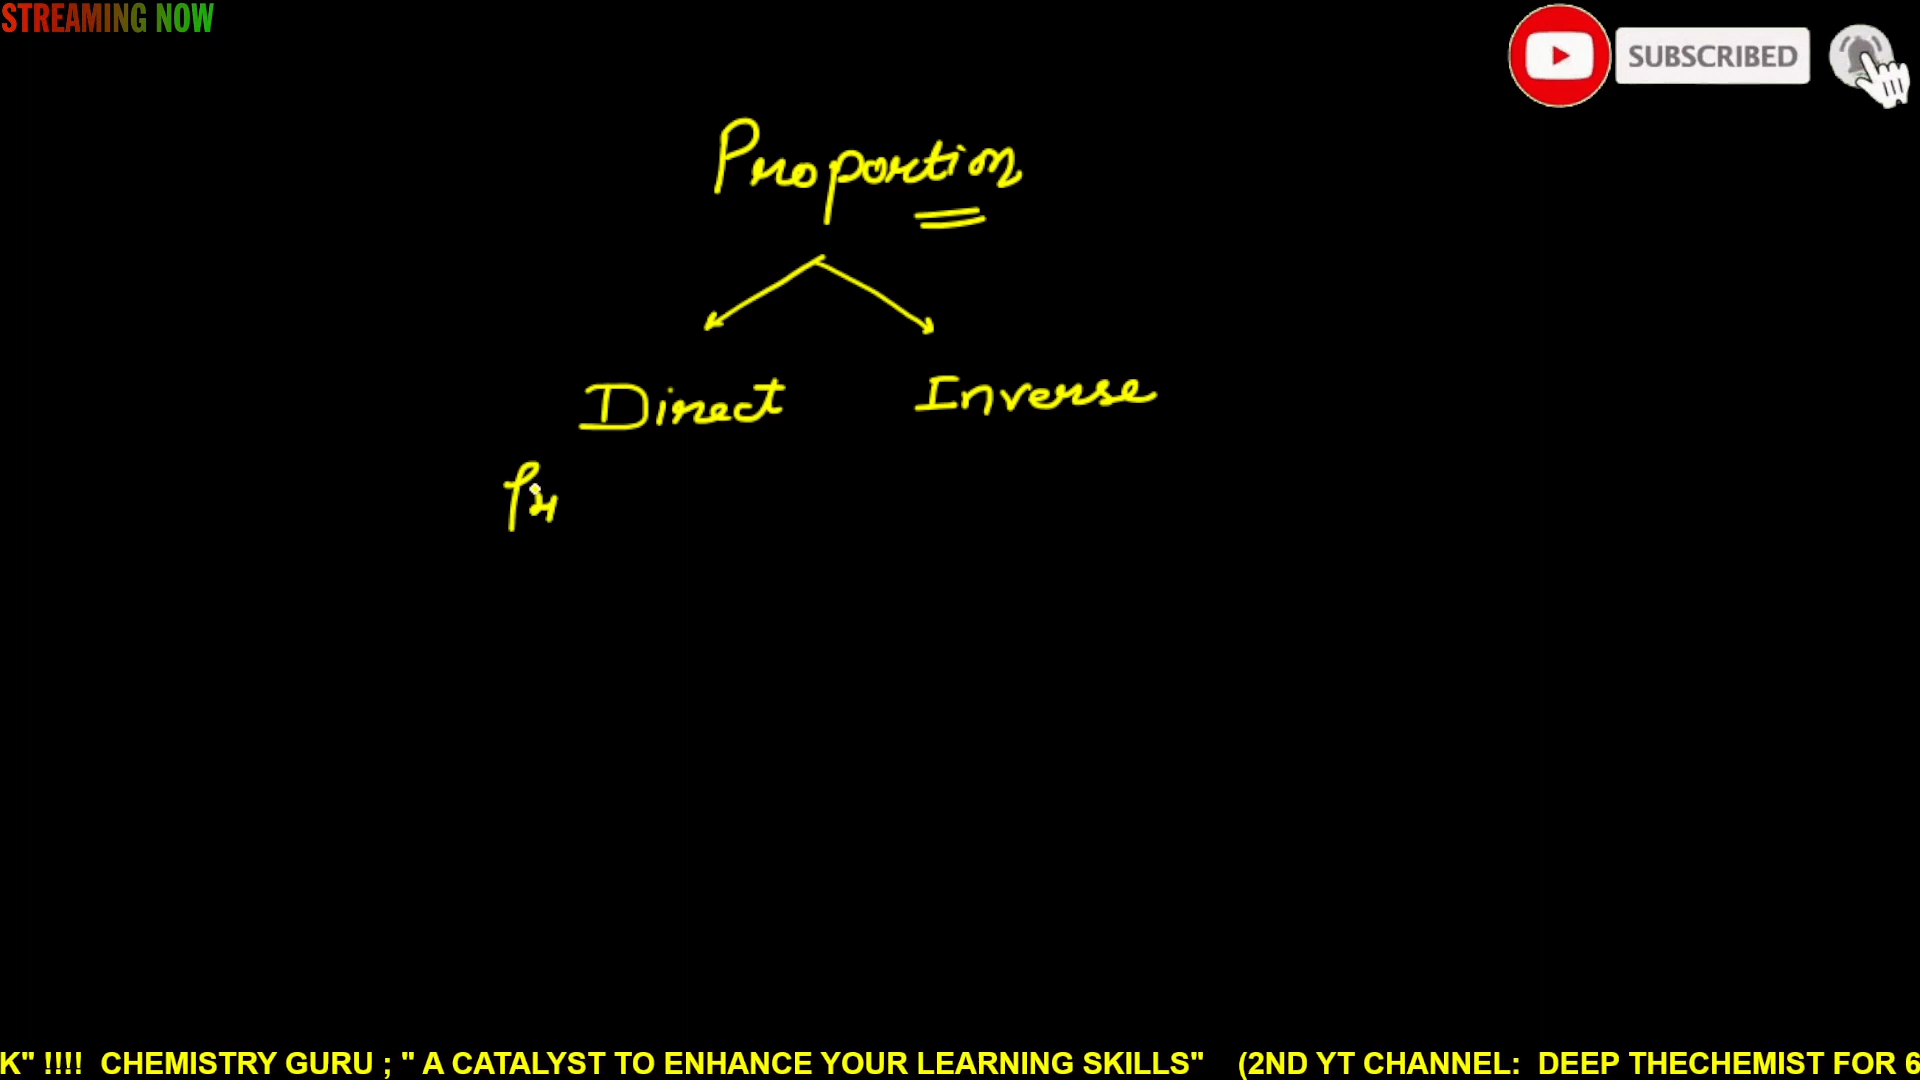 STREAMING NOW
SUBSCRIBED
Proportion
Direct Inverse
Pr
K" !!!! CHEMISTRY GURU ; " A CATALYST TO ENHANCE YOUR LEARNING SKILLS" (2ND YT CHANNEL: DEEP THECHEMIST FOR 6